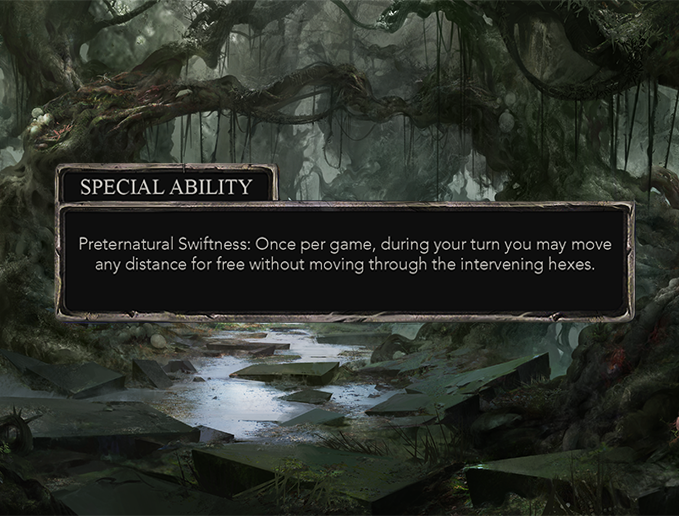 SPECIAL ABILITY
Preternatural Swiftness: Once per game, during your turn you may move
any distance for free without moving through the intervening hexes.